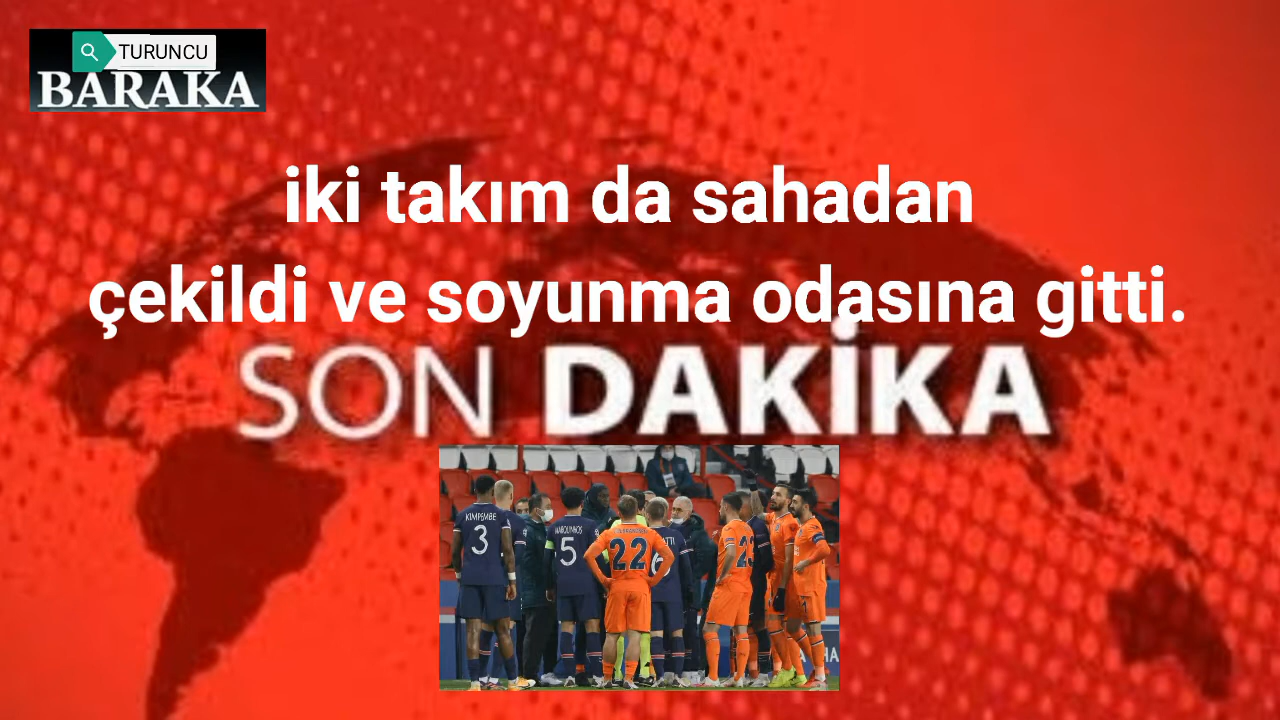 TURUNCU
BARAKA
iki takım da sahadan
çekildi ve soyunma odasına gitti.
SON DAKİKA
KIMPEMBE
3
MARQUINHOS
5
22
23